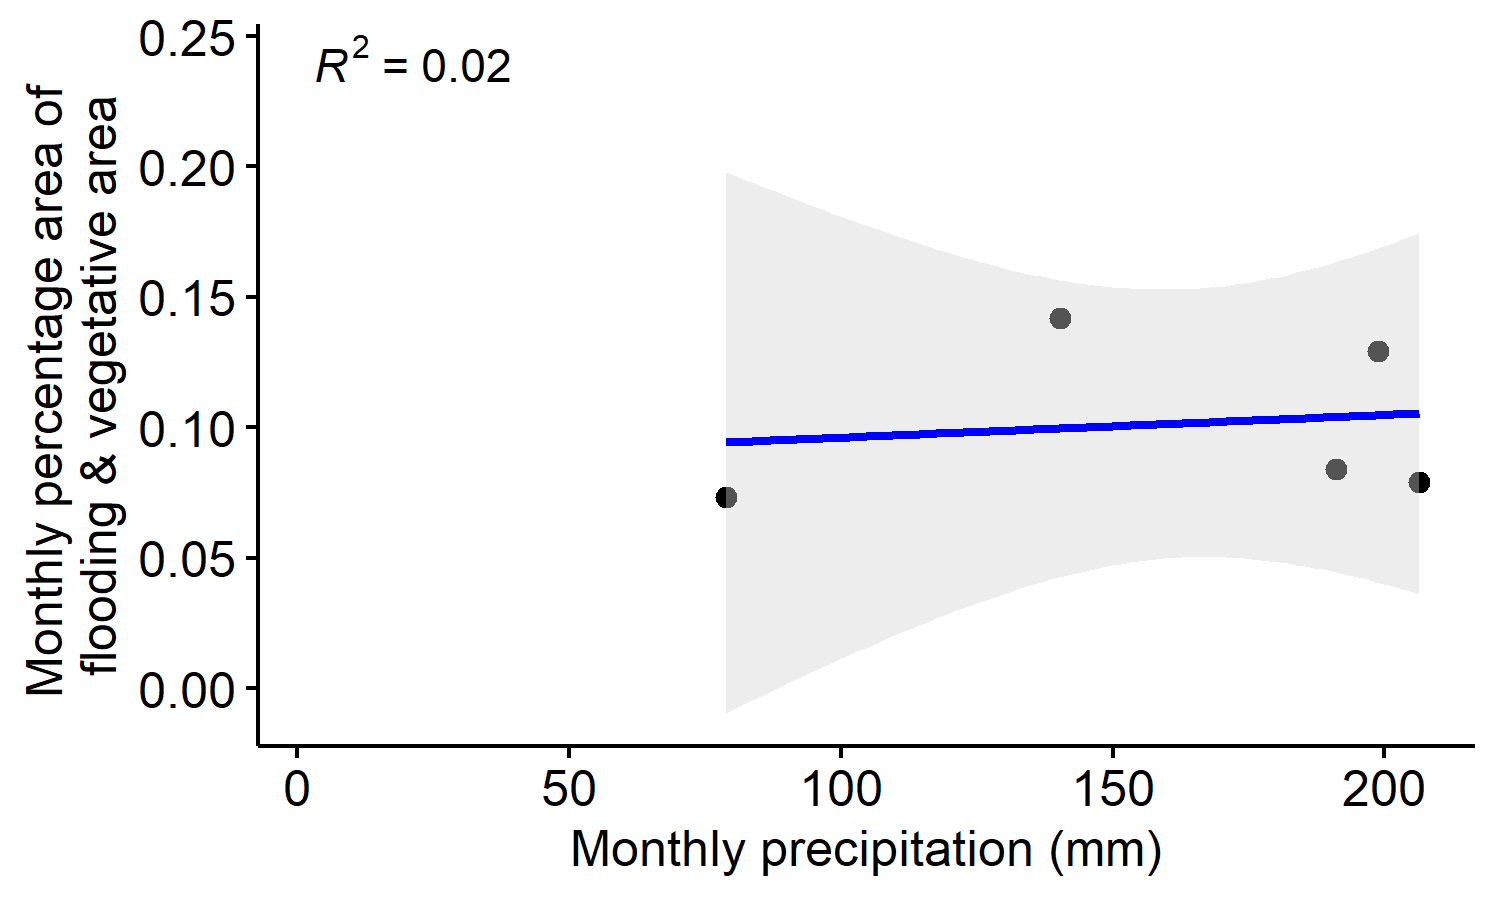 0.25
R² = 0.02
0.20
0.15
0.10
0.05
0.00
Monthly percentage area of
flooding & vegetative area
0 50 100 150 200
Monthly precipitation (mm)